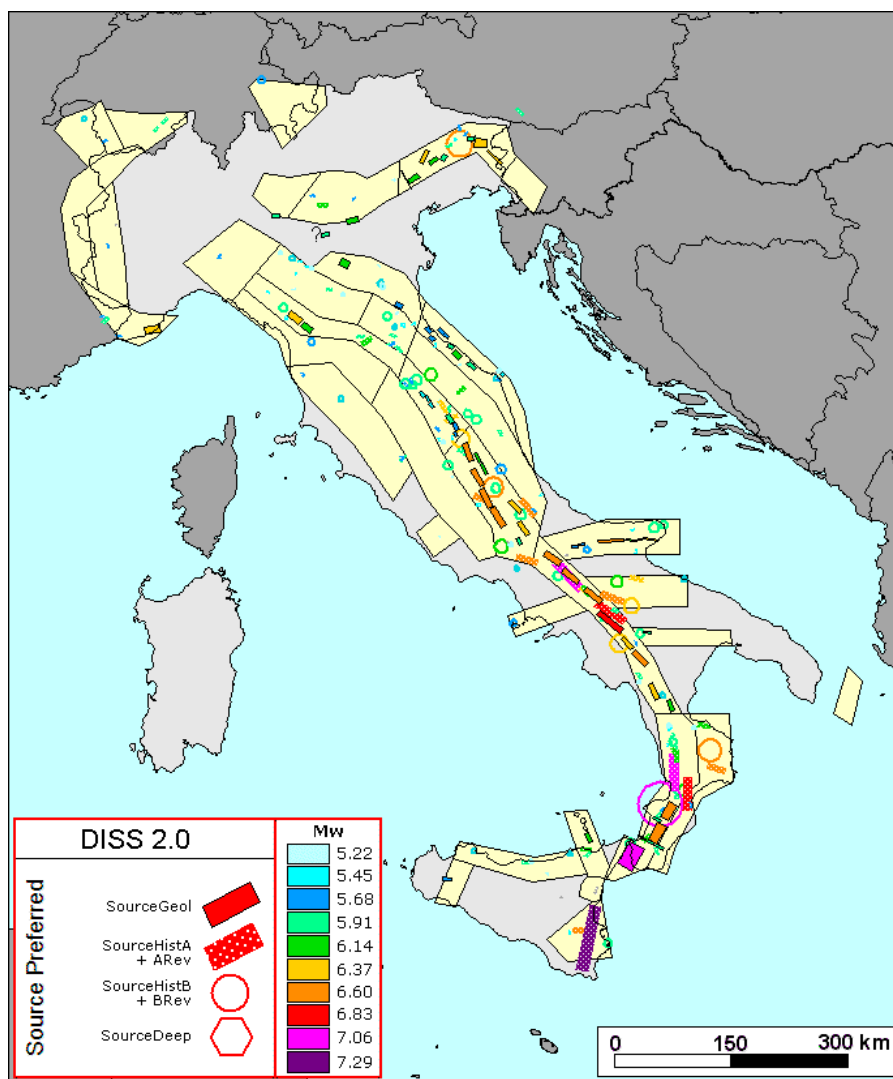 ?
DISS 2.0
Source Preferred
SourceGeol
SourceHistA
+ ARev
SourceHistB
+ BRev
SourceDeep
Mw
5.22
5.45
5.68
5.91
6.14
6.37
6.60
6.83
7.06
7.29
0 150 300 km